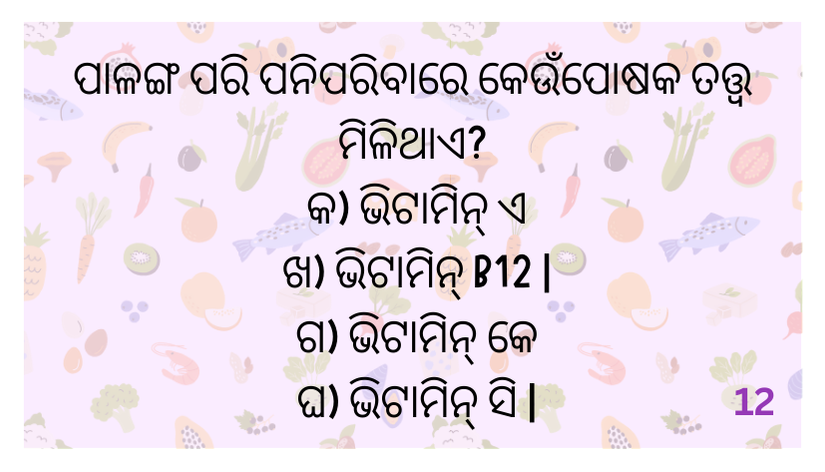 ପାଳଙ୍ଗ ପରି ପନିପରିବାରେ କେଉଁପୋଷକ ତତ୍ତ୍ୱ
ମିଳିଥାଏ?
କ) ଭିଟାମିନ୍ ଏ
ଖ) ଭିଟାମିନ୍ B12 |
ଗ) ଭିଟାମିନ୍ କେ
ଘ) ଭିଟାମିନ୍ ସି |
12